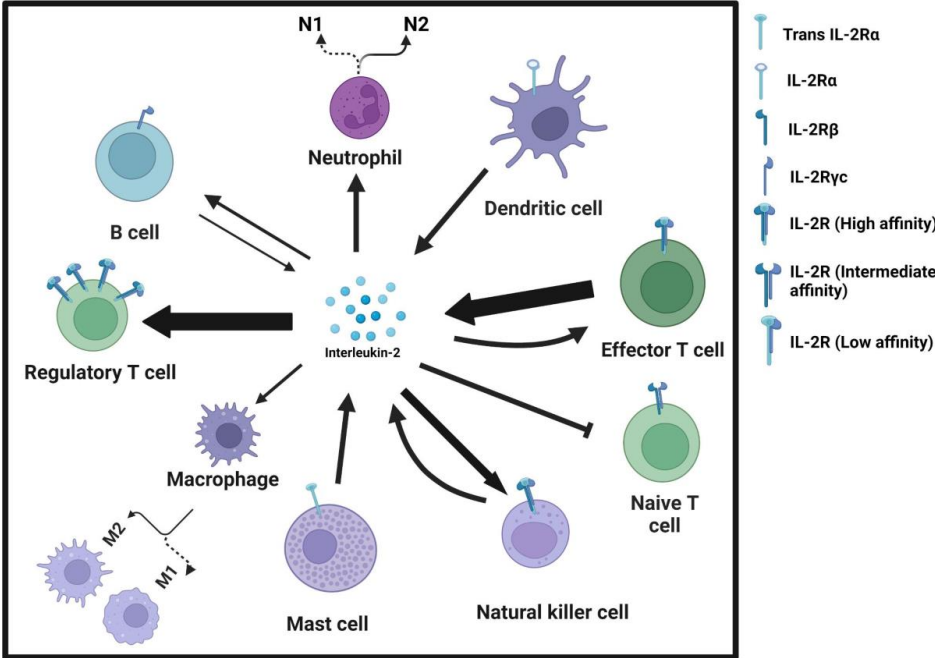 N1
N2
Neutrophil
Dendritic cell
B cell
Interleukin-2
Effector T cell
Regulatory T cell
Macrophage
Naive T
cell
M2
M1
Mast cell
Natural killer cell
Trans IL-2Rα
IL-2Rα
IL-2Rβ
IL-2Rγc
IL-2R (High affinity)
IL-2R (Intermediate
affinity)
IL-2R (Low affinity)